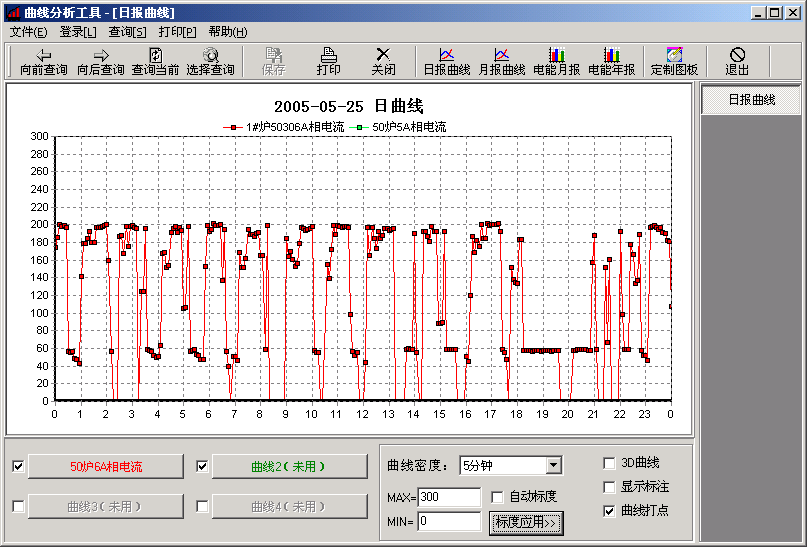 曲线分析工具 - [日报曲线]
文件(E) 登录[L] 查询[S] 打印[P] 帮助(H)
向前查询 向后查询 查询当前 选择查询 保存 打印 关闭 日报曲线 月报曲线 电能月报 电能年报 定制图板 退出
日报曲线
2005-05-25 日曲线
1#炉50306A相电流 50炉5A相电流
300
280
260
240
220
200
180
160
140
120
100
80
60
40
20
0
0 1 2 3 4 5 6 7 8 9 10 11 12 13 14 15 16 17 18 19 20 21 22 23 0
50炉6A相电流 曲线2(未用)
曲线3(未用) 曲线4(未用)
曲线密度: 5分钟
MAX= 300 自动标度
MIN= 0 标度应用>>
3D曲线
显示标注
曲线打点